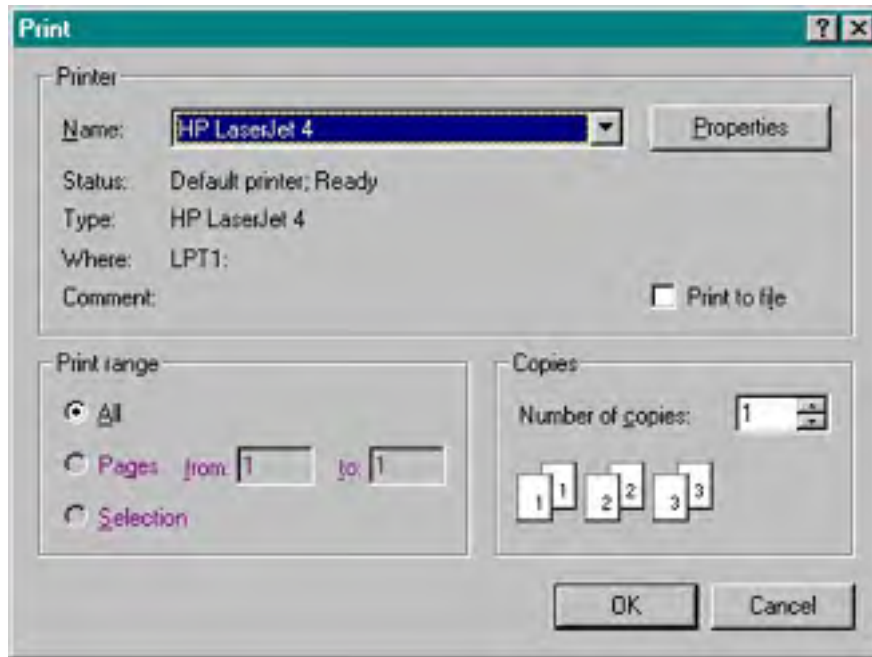 Print
Printer
Name: HP LaserJet 4 Properties
Status: Default printer; Ready
Type: HP LaserJet 4
Where: LPT1:
Comment: Print to file
Print range
All
Pages from: 1 to: 1
Selection
Copies
Number of copies: 1
1 1 2 2 3 3
OK Cancel